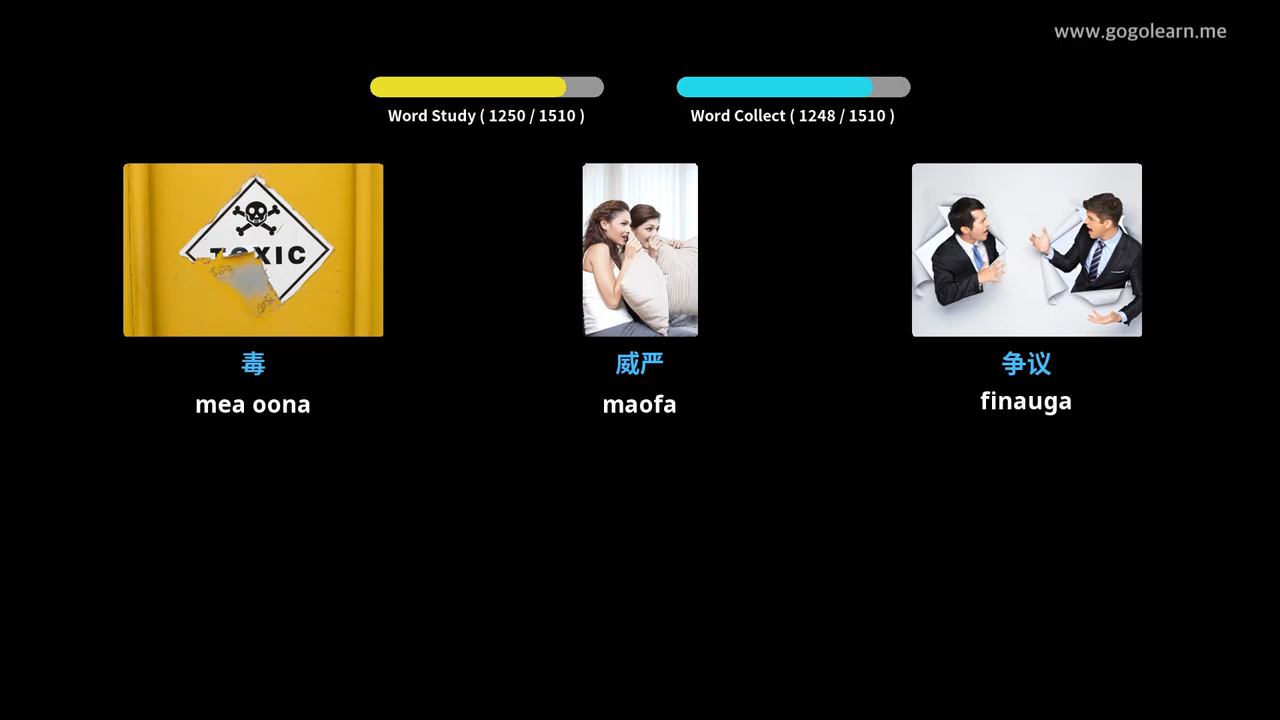 www.gogolearn.me
Word Study ( 1250 / 1510 )
Word Collect ( 1248 / 1510 )
TOXIC
毒
威严
争议
mea oona
maofa
finauga